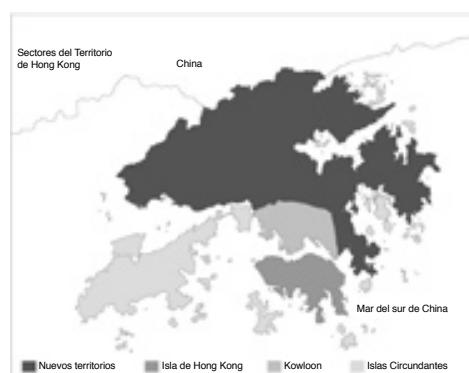 Sectores del Territorio
de Hong Kong
China
Mar del sur de China
Nuevos territorios
Isla de Hong Kong
Kowloon
Islas Circundantes